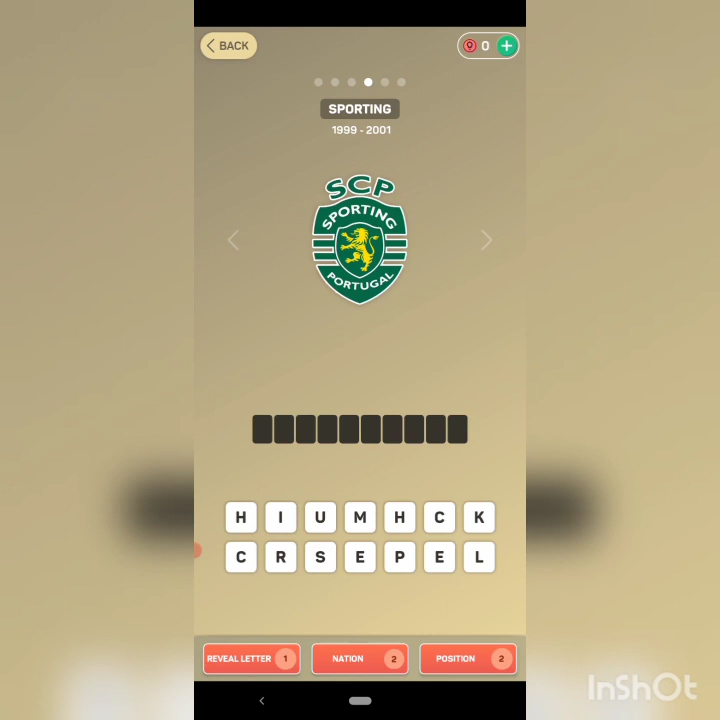 BACK
0 +
SPORTING
1999 - 2001
SCP
SPORTING
PORTUGAL
H I U M H C K
C R S E P E L
REVEAL LETTER 1 NATION 2 POSITION 2
InShOt